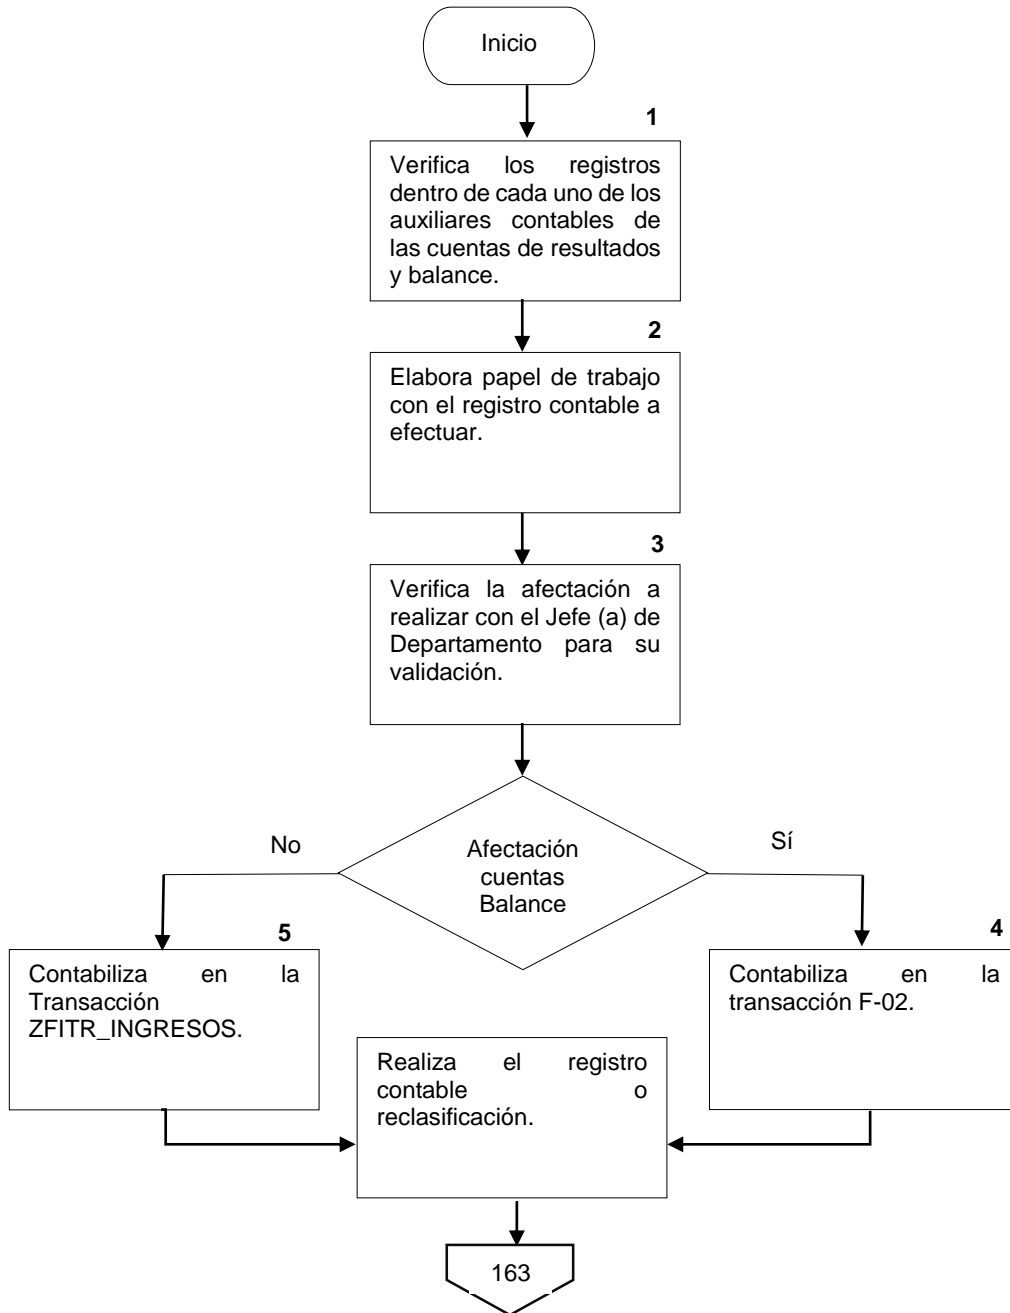 Inicio
1
Verifica los registros
dentro de cada uno de los
auxiliares contables de
las cuentas de resultados
y balance.
2
Elabora papel de trabajo
con el registro contable a
efectuar.
3
Verifica la afectación a
realizar con el Jefe (a) de
Departamento para su
validación.
No
Sí
Afectación
cuentas
Balance
5
Contabiliza en la
Transacción
ZFITR_INGRESOS.
4
Contabiliza en la
transacción F-02.
Realiza el registro
contable o
reclasificación.
163